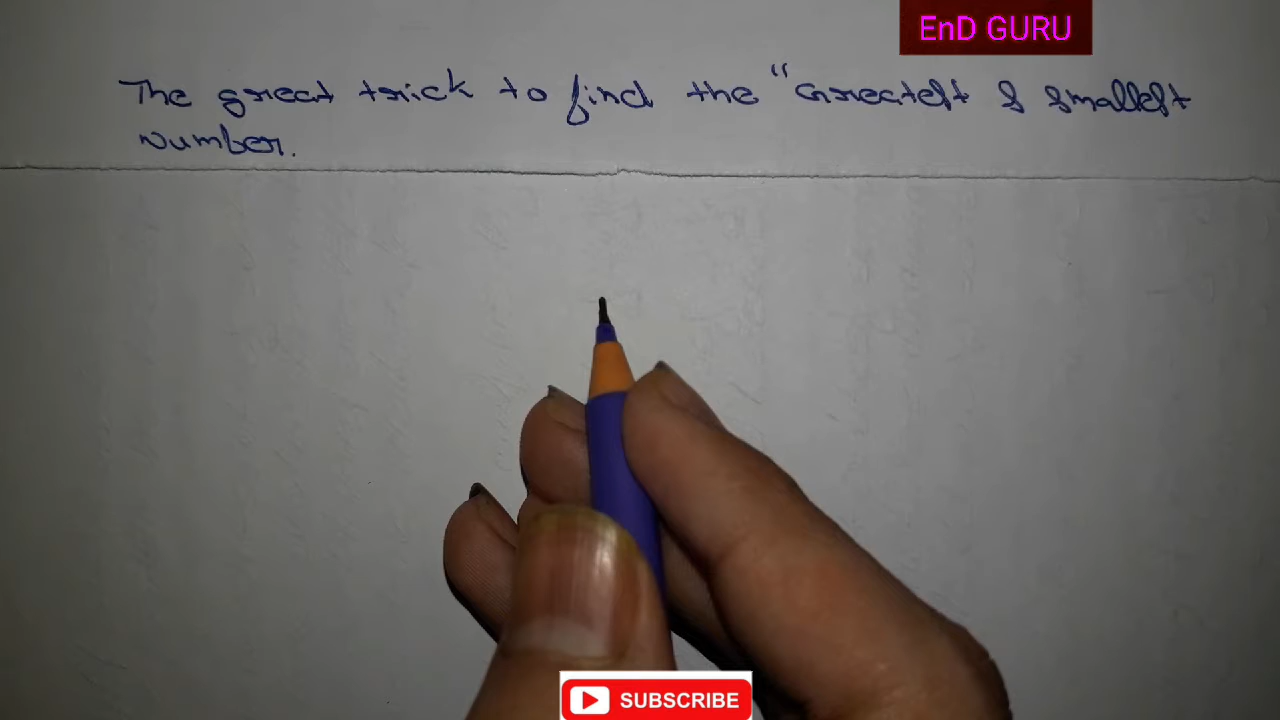 EnD GURU
The great trick to find the "Greatest & smallest
Number.
SUBSCRIBE